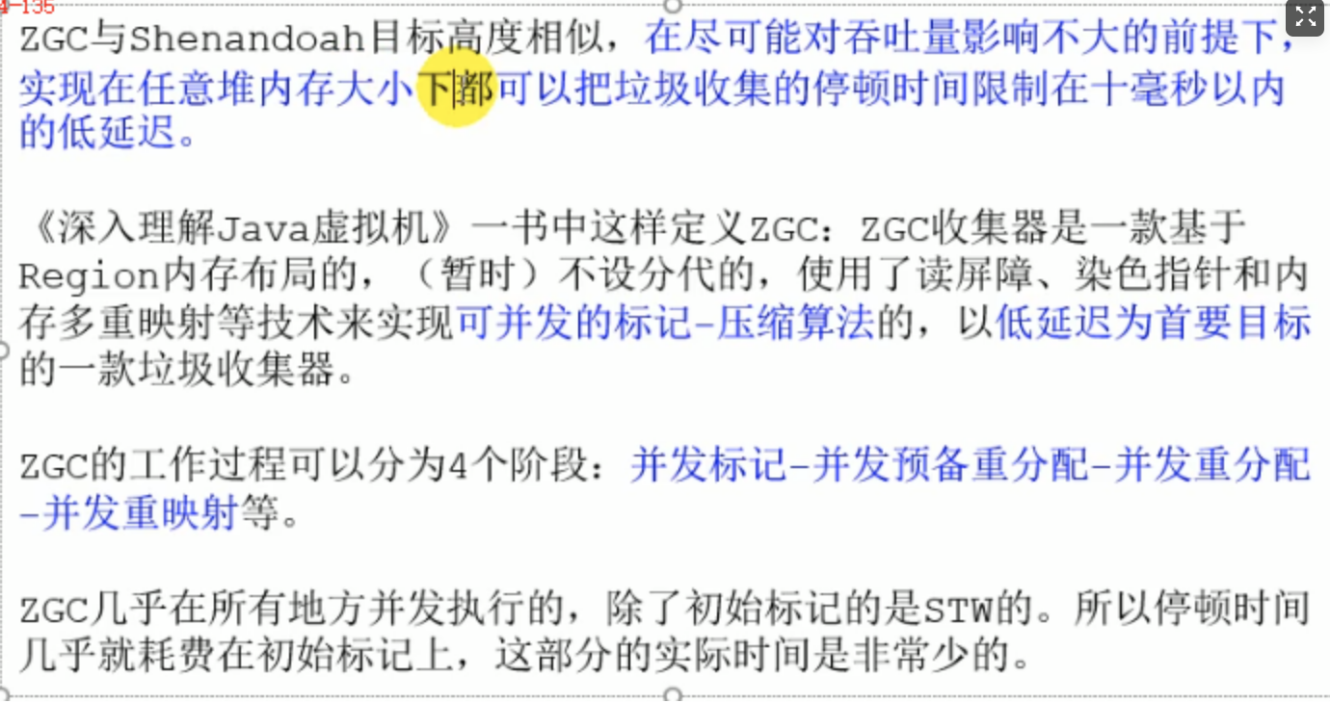 4-135
ZGC与Shenandoah目标高度相似，在尽可能对吞吐量影响不大的前提下，
实现在任意堆内存大小下都可以把垃圾收集的停顿时间限制在十毫秒以内
的低延迟。
《深入理解Java虚拟机》一书中这样定义ZGC：ZGC收集器是一款基于
Region内存布局的，（暂时）不设分代的，使用了读屏障、染色指针和内
存多重映射等技术来实现可并发的标记-压缩算法的，以低延迟为首要目标
的一款垃圾收集器。
ZGC的工作过程可以分为4个阶段：并发标记-并发预备重分配-并发重分配
-并发重映射等。
ZGC几乎在所有地方并发执行的，除了初始标记的是STW的。所以停顿时间
几乎就耗费在初始标记上，这部分的实际时间是非常少的。